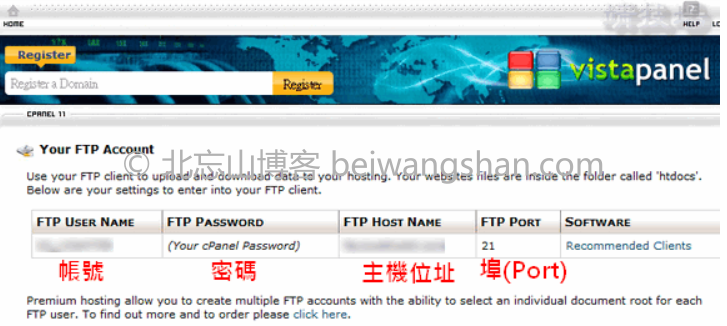 HOME
HELP
Register
Register a Domain
Register
vistapanel
CPANEL 11
Your FTP Account
© 北忘山博客 beiwangshan.com
Use your FTP client to upload and download data to your hosting. Your websites files are inside the folder called 'htdocs'.
Below are your settings to enter into your FTP client.
FTP USER NAME FTP PASSWORD FTP HOST NAME FTP PORT SOFTWARE
(Your cPanel Password) 21 Recommended Clients
帳號 密碼 主機位址 埠(Port)
Premium hosting allow you to create multiple FTP accounts with the ability to select an individual document root for each
FTP user. To find out more and to order please click here.